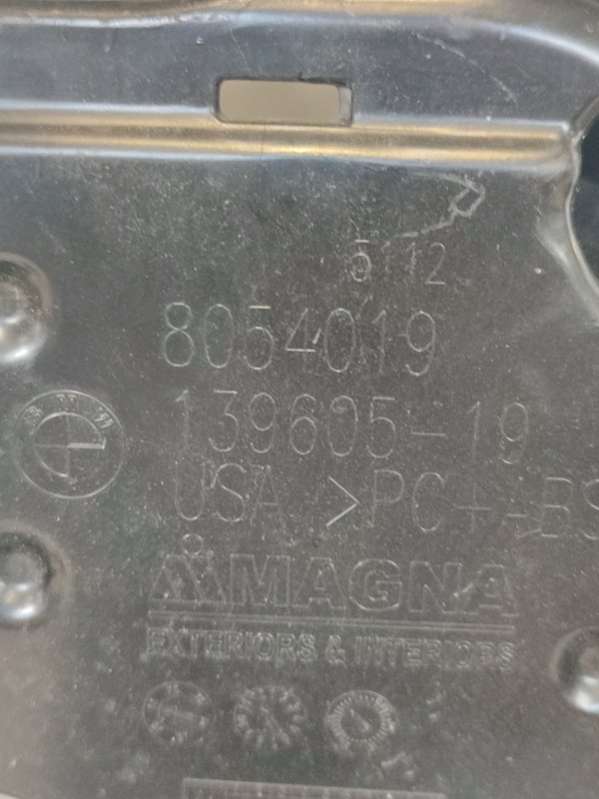 5112
8054019
139605-19
USA >PC+ABS
MAGNA
EXTERIORS & INTERIORS